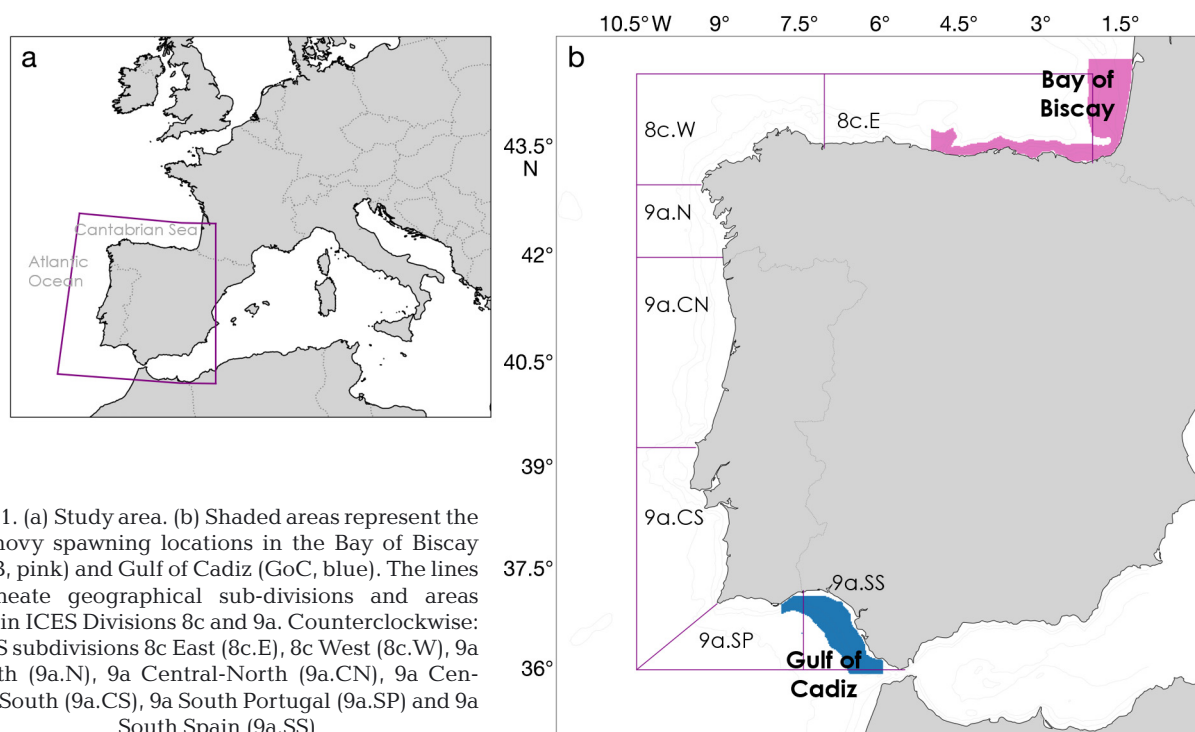 a
Cantabrian Sea
Atlantic
Ocean
10.5° W 9° 7.5° 6° 4.5° 3° 1.5°
b
43.5°
N
42°
40.5°
39°
37.5°
36°
Bay of
Biscay
8c.W
8c.E
9a.N
9a.CN
9a.CS
9a.SS
9a.SP
Gulf of
Cadiz
1. (a) Study area. (b) Shaded areas represent the
spawning locations in the Bay of Biscay
pink) and Gulf of Cadiz (GoC, blue). The lines
geographical sub-divisions and areas
in ICES Divisions 8c and 9a. Counterclockwise:
subdivisions 8c East (8c.E), 8c West (8c.W), 9a
(9a.N), 9a Central-North (9a.CN), 9a Cen-
South (9a.CS), 9a South Portugal (9a.SP) and 9a
South Spain (9a.SS)